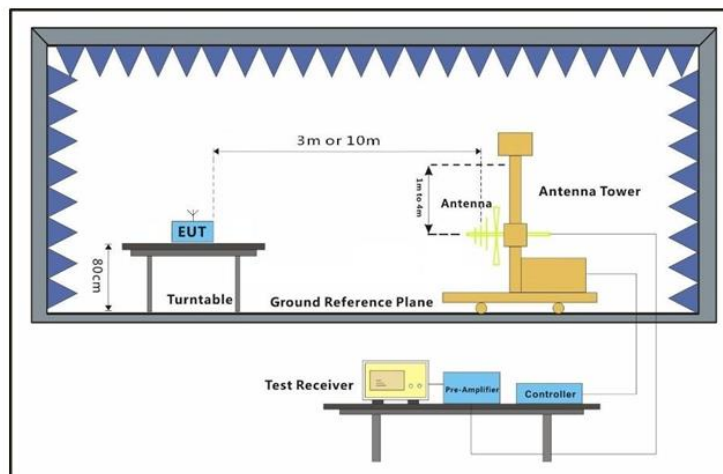 3m or 10m
1m to 4m
Antenna
Antenna Tower
EUT
80cm
Turntable
Ground Reference Plane
Test Receiver
Pre-Amplifier
Controller